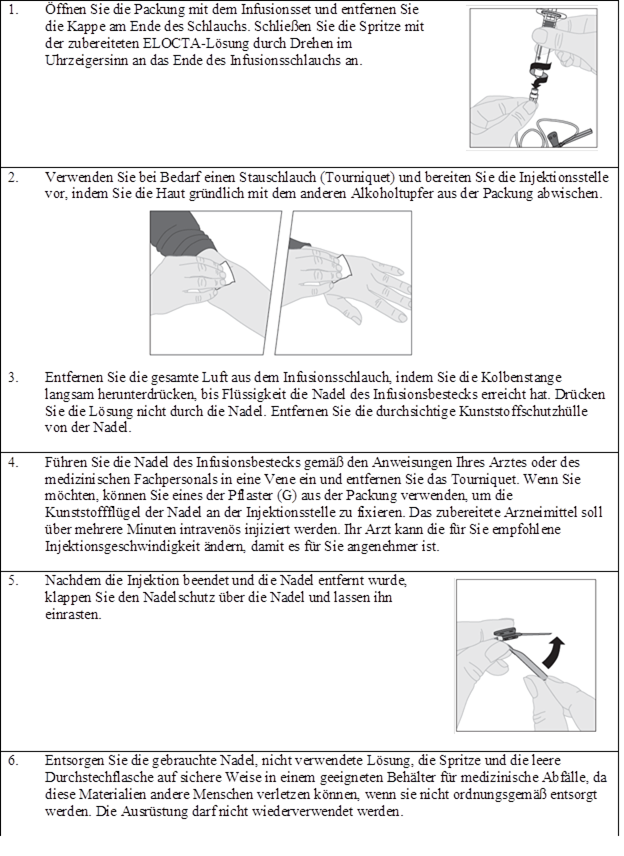 1. Öffnen Sie die Packung mit dem Infusionsset und entfernen Sie
die Kappe am Ende des Schlauchs. Schließen Sie die Spritze mit
der zubereiteten ELOCTA-Lösung durch Drehen im
Uhrzeigersinn an das Ende des Infusionsschlauchs an.
2. Verwenden Sie bei Bedarf einen Stauschlauch (Tourniquet) und bereiten Sie die Injektionsstelle
vor, indem Sie die Haut gründlich mit dem anderen Alkoholtupfer aus der Packung abwischen.
3. Entfernen Sie die gesamte Luft aus dem Infusionsschlauch, indem Sie die Kolbenstange
langsam herunterdrücken, bis Flüssigkeit die Nadel des Infusionsbestecks erreicht hat. Drücken
Sie die Lösung nicht durch die Nadel. Entfernen Sie die durchsichtige Kunststoffschutzhülle
von der Nadel.
4. Führen Sie die Nadel des Infusionsbestecks gemäß den Anweisungen Ihres Arztes oder des
medizinischen Fachpersonals in eine Vene ein und entfernen Sie das Tourniquet. Wenn Sie
möchten, können Sie eines der Pflaster (G) aus der Packung verwenden, um die
Kunststoffflügel der Nadel an der Injektionsstelle zu fixieren. Das zubereitete Arzneimittel soll
über mehrere Minuten intravenös injiziert werden. Ihr Arzt kann die für Sie empfohlene
Injektionsgeschwindigkeit ändern, damit es für Sie angenehmer ist.
5. Nachdem die Injektion beendet und die Nadel entfernt wurde,
klappen Sie den Nadelschutz über die Nadel und lassen ihn
einrasten.
6. Entsorgen Sie die gebrauchte Nadel, nicht verwendete Lösung, die Spritze und die leere
Durchstechflasche auf sichere Weise in einem geeigneten Behälter für medizinische Abfälle, da
diese Materialien andere Menschen verletzen können, wenn sie nicht ordnungsgemäß entsorgt
werden. Die Ausrüstung darf nicht wiederverwendet werden.